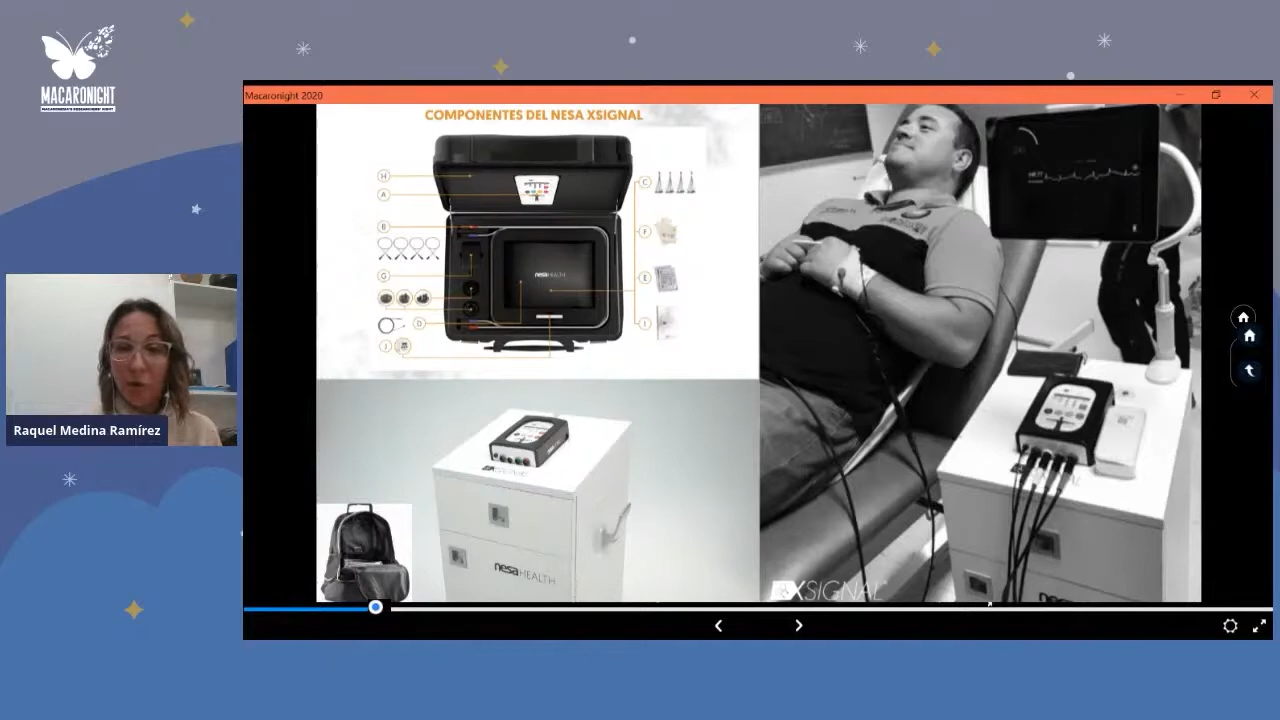 MACARONIGHT
MACARONESIA'S RESEARCHERS' NIGHT
Macaronight 2020
COMPONENTES DEL NESA XSIGNAL
H
A
B
G
D
J
C
F
E
I
nesaHEALTH
Raquel Medina Ramírez
nesaHEALTH
XSIGNAL